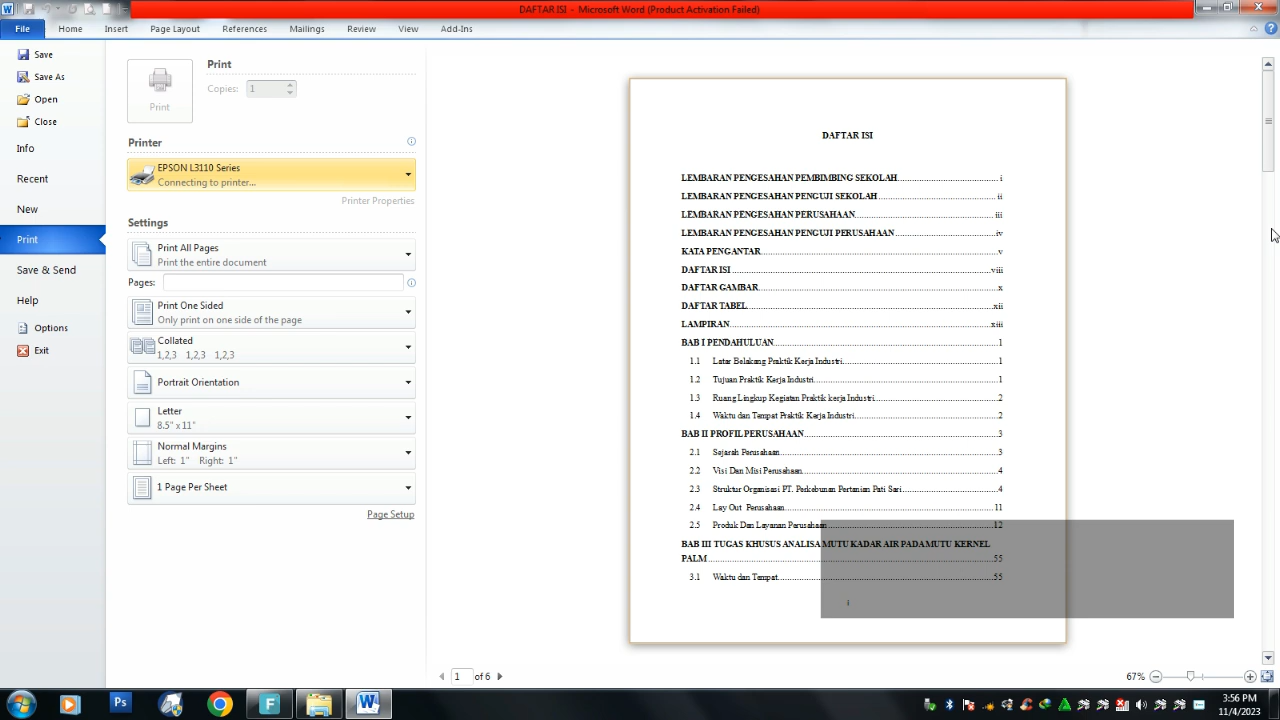 DAFTAR ISI - Microsoft Word (Product Activation Failed)
File Home Insert Page Layout References Mailings Review View Add-Ins
Save
Save As
Open
Close
Info
Recent
New
Print
Save & Send
Help
Options
Exit
Print
Print
Copies: 1
Printer
EPSON L3110 Series
Connecting to printer...
Printer Properties
Settings
Print All Pages
Print the entire document
Pages:
Print One Sided
Only print on one side of the page
Collated
1,2,3 1,2,3 1,2,3
Portrait Orientation
Letter
8.5" x 11"
Normal Margins
Left: 1" Right: 1"
1 Page Per Sheet
Page Setup
DAFTAR ISI
LEMBARAN PENGESAHAN PEMBIMBING SEKOLAH i
LEMBARAN PENGESAHAN PENGUJI SEKOLAH ii
LEMBARAN PENGESAHAN PERUSAHAAN iii
LEMBARAN PENGESAHAN PENGUJI PERUSAHAAN iv
KATA PENGANTAR v
DAFTAR ISI viii
DAFTAR GAMBAR x
DAFTAR TABEL xii
LAMPIRAN xiii
BAB I PENDAHULUAN 1
1.1 Latar Belakang Praktik Kerja Industri 1
1.2 Tujuan Praktik Kerja Industri 1
1.3 Ruang Lingkup Kegiatan Praktik kerja Industri 2
1.4 Waktu dan Tempat Praktik Kerja Industri 2
BAB II PROFIL PERUSAHAAN 3
2.1 Sejarah Perusahaan 3
2.2 Visi Dan Misi Perusahaan 4
2.3 Struktur Organisasi PT. Perkebunan Pertanian Pati Sari 4
2.4 Lay Out Perusahaan 11
2.5 Produk Dan Layanan Perusahaan 12
BAB III TUGAS KHUSUS ANALISA MUTU KADAR AIR PADA MUTU KERNEL
PALM 55
3.1 Waktu dan Tempat 55
i
1 of 6
67%
Ps
F
3:56 PM
11/4/2023